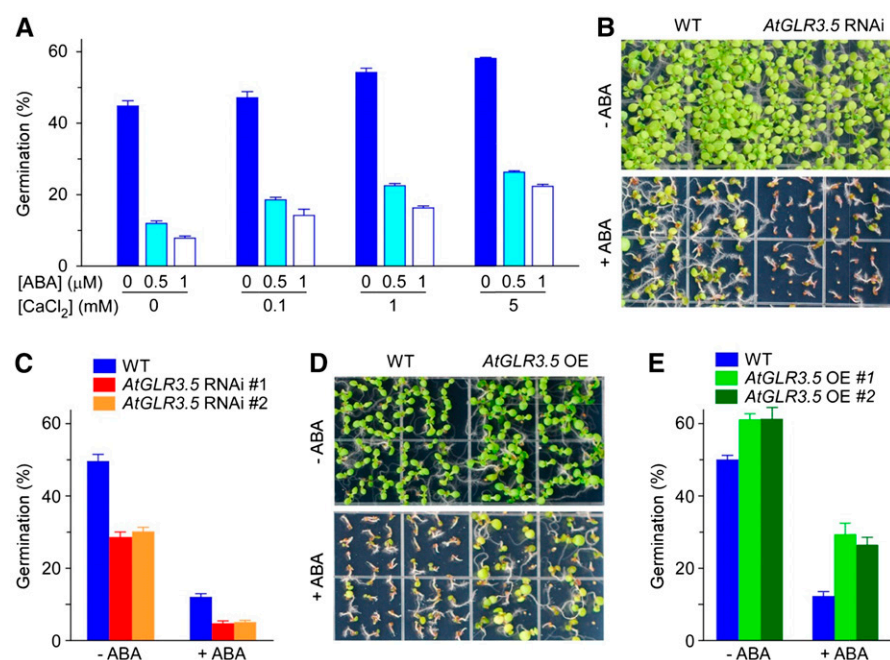 A
Germination (%)
60
40
20
0
[ABA] (μM) 0 0.5 1 0 0.5 1 0 0.5 1 0 0.5 1
[CaCl2] (mM) 0 0.1 1 5
B
WT AtGLR3.5 RNAi
- ABA
+ ABA
C
WT
AtGLR3.5 RNAi #1
AtGLR3.5 RNAi #2
Germination (%)
60
40
20
0
- ABA + ABA
D
WT AtGLR3.5 OE
- ABA
+ ABA
E
WT
AtGLR3.5 OE #1
AtGLR3.5 OE #2
Germination (%)
60
40
20
0
- ABA + ABA